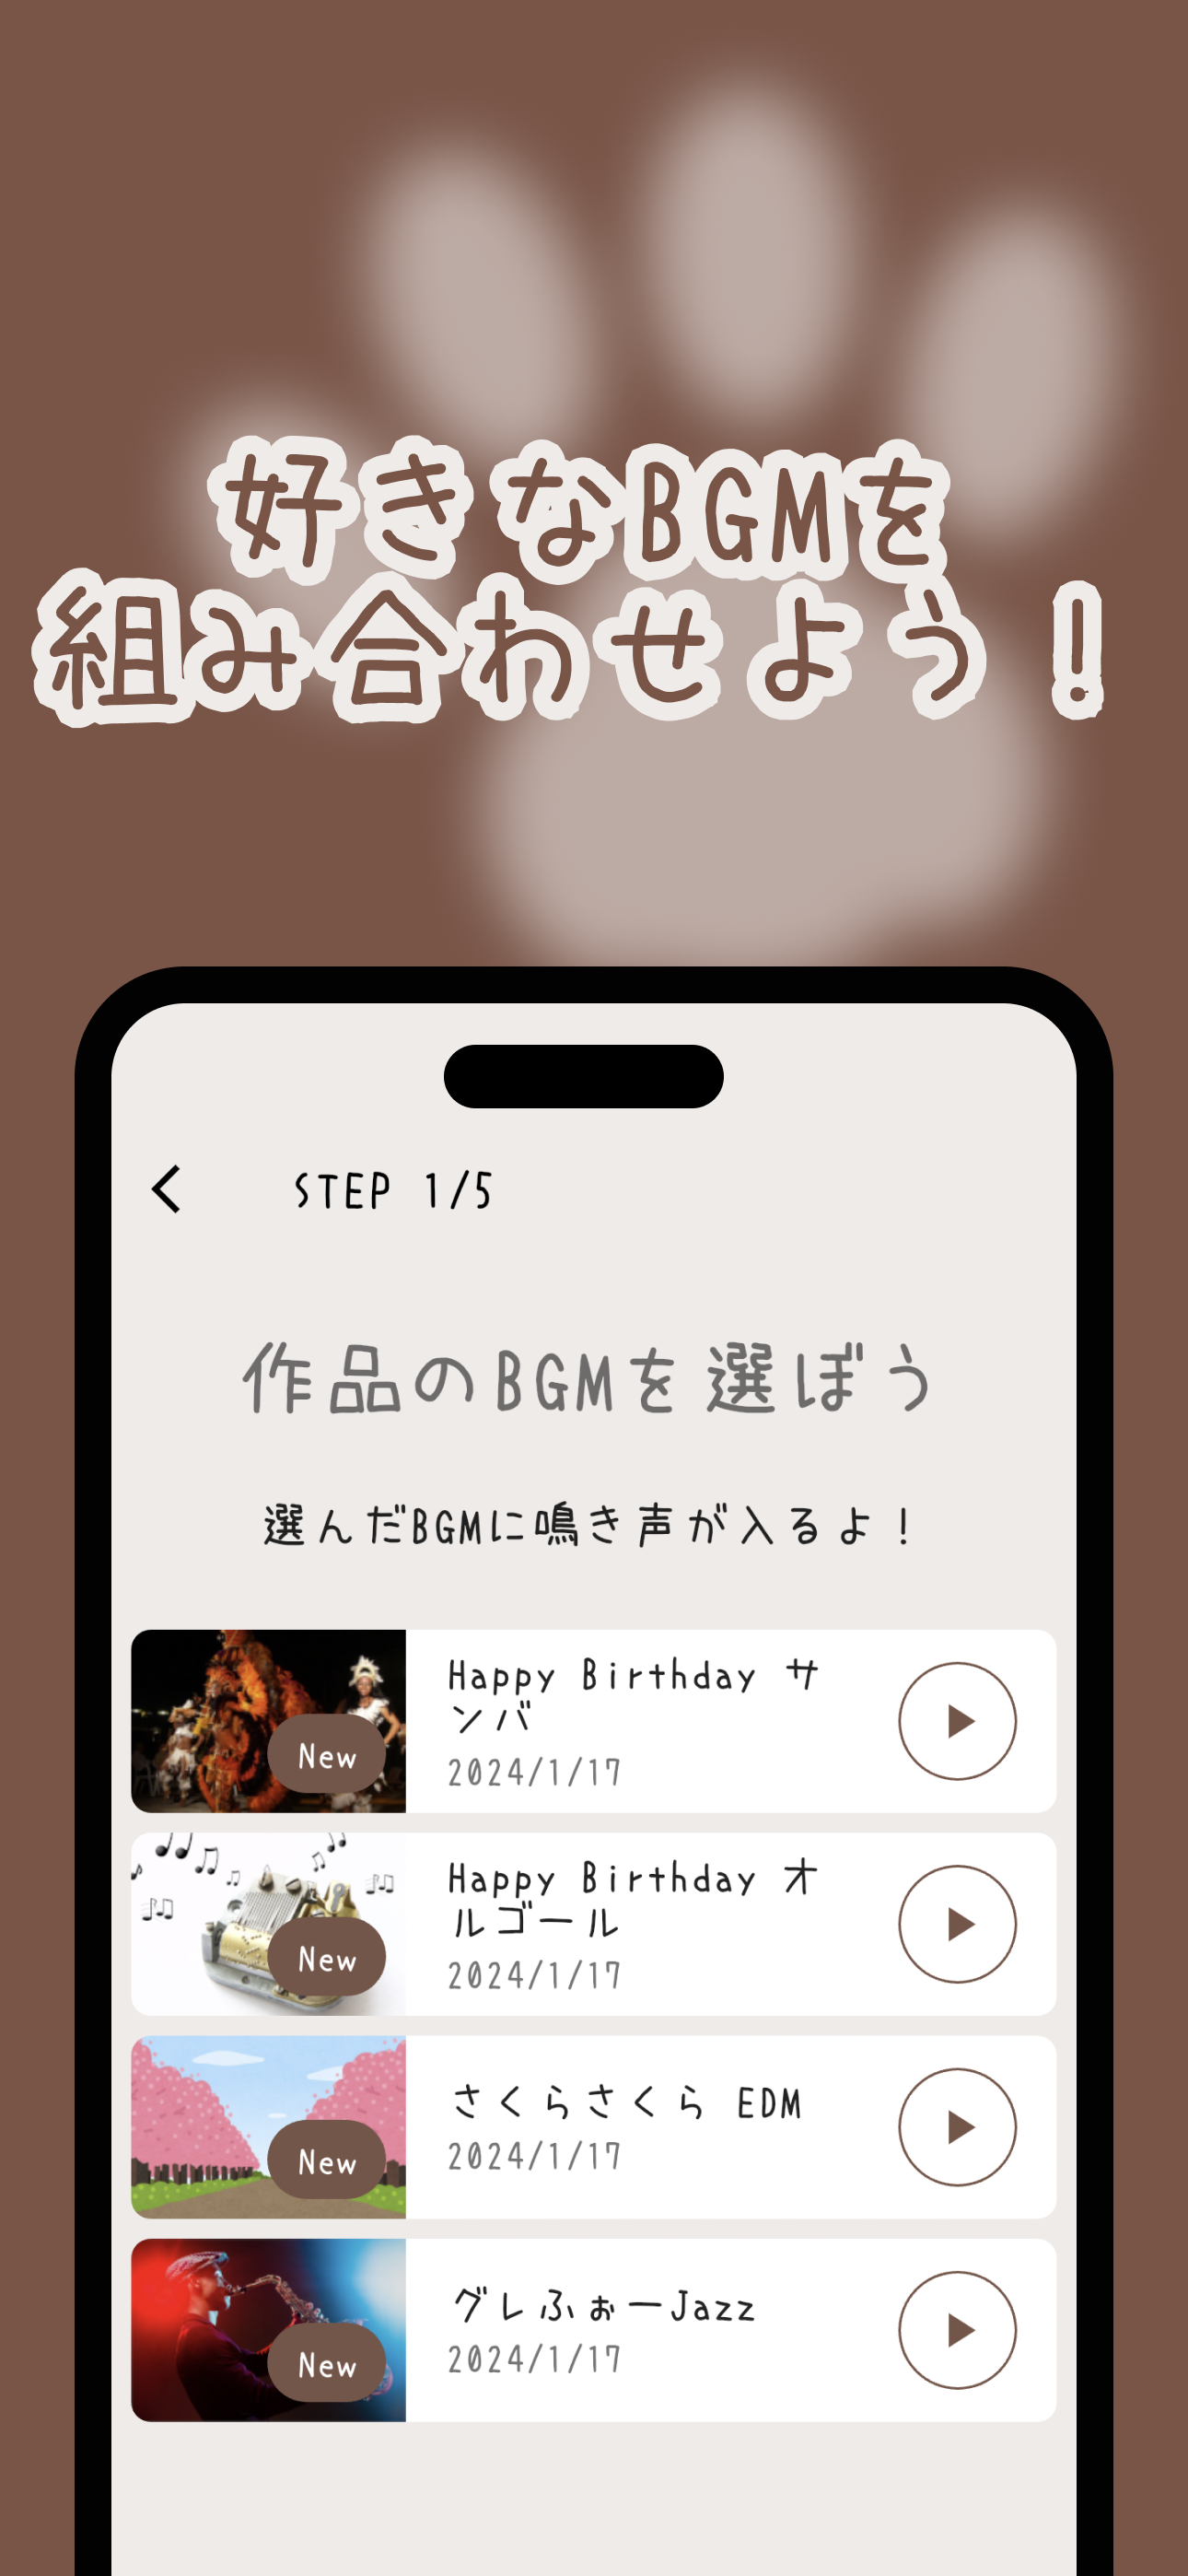 好きなBGMを
組み合わせよう！
STEP 1/5
作品のBGMを選ぼう
選んだBGMに鳴き声が入るよ！
New
Happy Birthday サ
ンバ
2024/1/17
New
Happy Birthday オ
ルゴール
2024/1/17
New
さくらさくら EDM
2024/1/17
New
グレふぉーJazz
2024/1/17